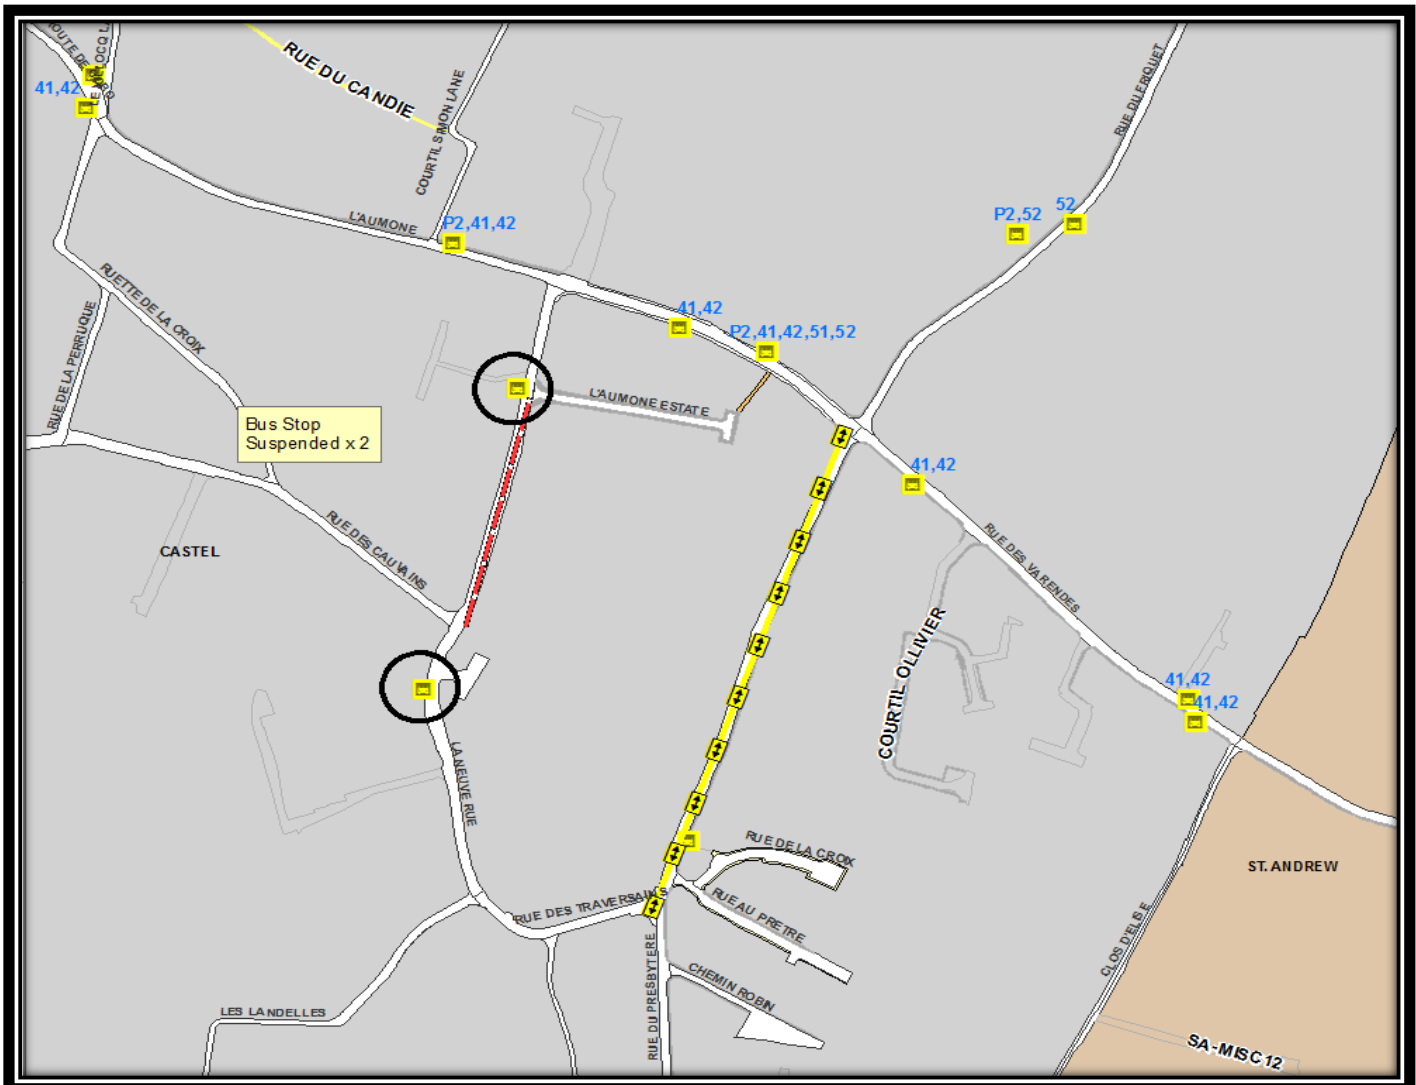 ROUTE DE
41,42
RUE DU CANDIE
COURTIL SIMON LANE
RUE DU FROQUET
L'AUMONE
P2,41,42
P2,52
52
RUETTE DE LA CROIX
RUE DE LA PERRUQUE
41,42
P2,41,42,51,52
L'AUMONE ESTATE
Bus Stop
Suspended x 2
41,42
RUE DES CAUVAINS
RUE DES VARENDES
CASTEL
COURTIL OLLIVIER
41,42
41,42
LA NEUVE RUE
RUE DE LA CROIX
ST. ANDREW
RUE DES TRAVERSAINS
RUE AU PRETRE
CLOS D'ELISE
RUE DU PRESBYTERE
CHEMIN ROBIN
LES LANDELLES
SA-MISC 12